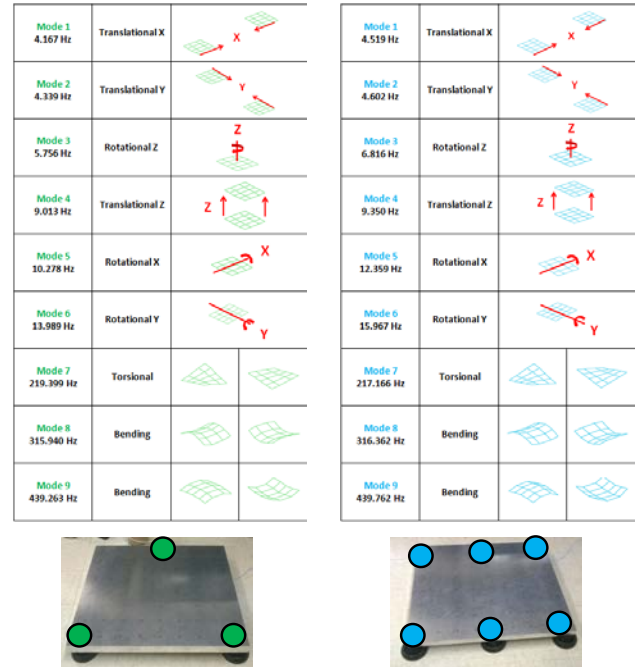 Mode 1
4.167 Hz
Translational X
X
Mode 2
4.339 Hz
Translational Y
Y
Mode 3
5.756 Hz
Rotational Z
Z
Mode 4
9.013 Hz
Translational Z
Z
Mode 5
10.278 Hz
Rotational X
X
Mode 6
13.989 Hz
Rotational Y
Y
Mode 7
219.399 Hz
Torsional
Mode 8
315.940 Hz
Bending
Mode 9
439.263 Hz
Bending
Mode 1
4.519 Hz
Translational X
X
Mode 2
4.602 Hz
Translational Y
Y
Mode 3
6.816 Hz
Rotational Z
Z
Mode 4
9.350 Hz
Translational Z
Z
Mode 5
12.359 Hz
Rotational X
X
Mode 6
15.967 Hz
Rotational Y
Y
Mode 7
217.166 Hz
Torsional
Mode 8
316.362 Hz
Bending
Mode 9
439.762 Hz
Bending